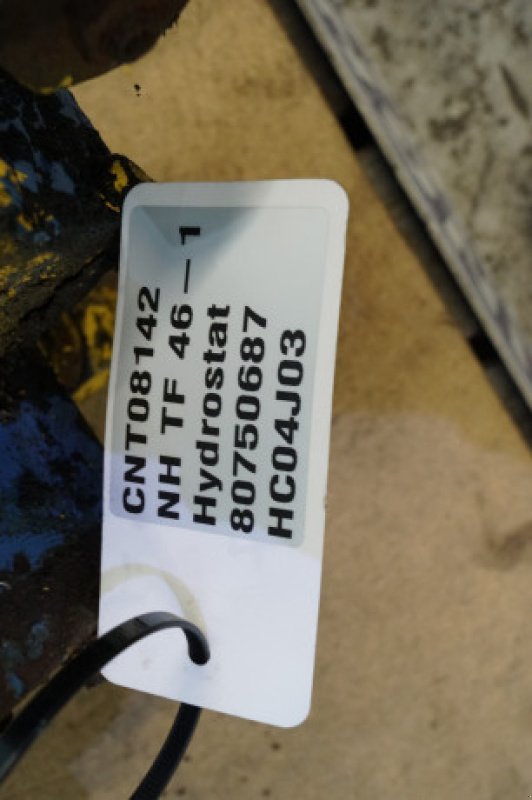 CNT08142
NH TF 46-1
Hydrostat
80750687
HC04J03